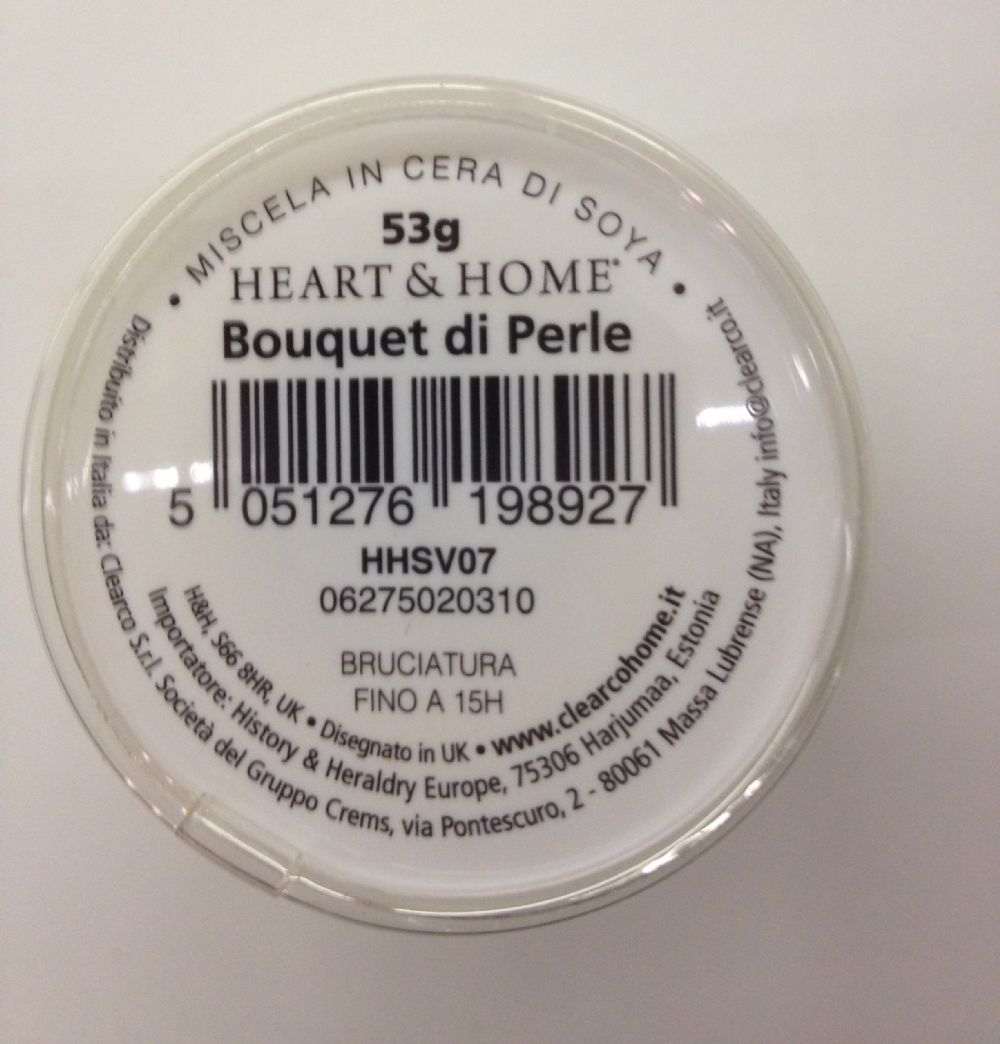 • MISCELA IN CERA DI SOYA •
53g
HEART & HOME®
Bouquet di Perle
5 051276 198927
HHSV07
06275020310
BRUCIATURA
FINO A 15H
H&H, S66 8HR, UK • Disegnato in UK • www.clearcohome.it
Importatore: History & Heraldry Europe, 75306 Harjumaa, Estonia
Distribuito in Italia da: Clearco S.r.l. Società del Gruppo Crems, via Pontescuro, 2 - 80061 Massa Lubrense (NA), Italy info@clearco.it